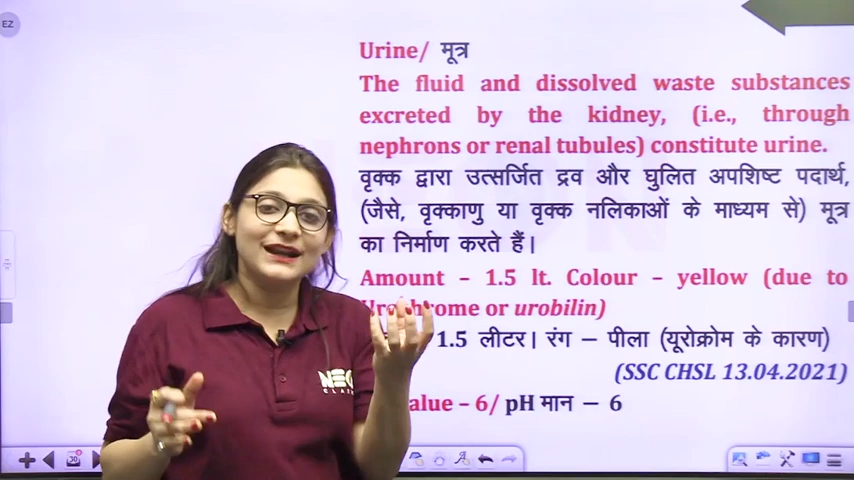 EZ
Urine/ मूत्र
The fluid and dissolved waste substances
excreted by the kidney, (i.e., through
nephrons or renal tubules) constitute urine.
वृक्क द्वारा उत्सर्जित द्रव और घुलित अपशिष्ट पदार्थ,
(जैसे, वृक्काणु या वृक्क नलिकाओं के माध्यम से) मूत्र
का निर्माण करते हैं।
Amount – 1.5 lt. Colour – yellow (due to
or urobilin)
1.5 लीटर। रंग – पीला (यूरोक्रोम के कारण)
(SSC CHSL 13.04.2021)
– 6/ pH मान – 6
30